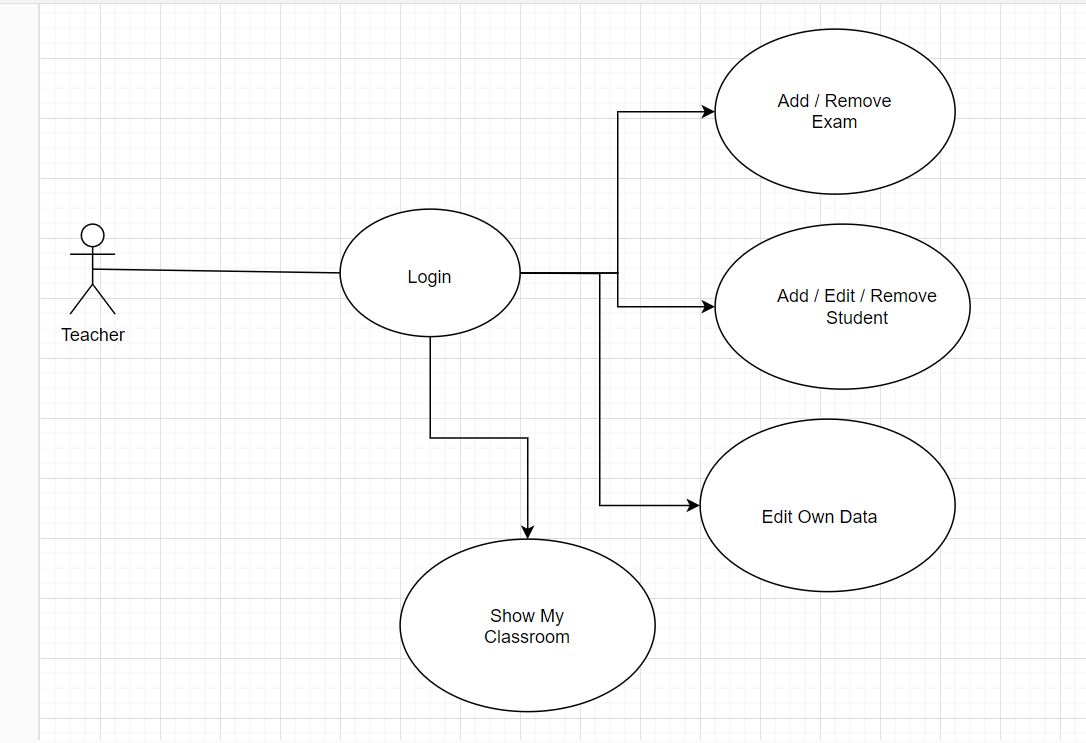 Add / Remove
Exam
Add / Edit / Remove
Student
Login
Teacher
Edit Own Data
Show My
Classroom